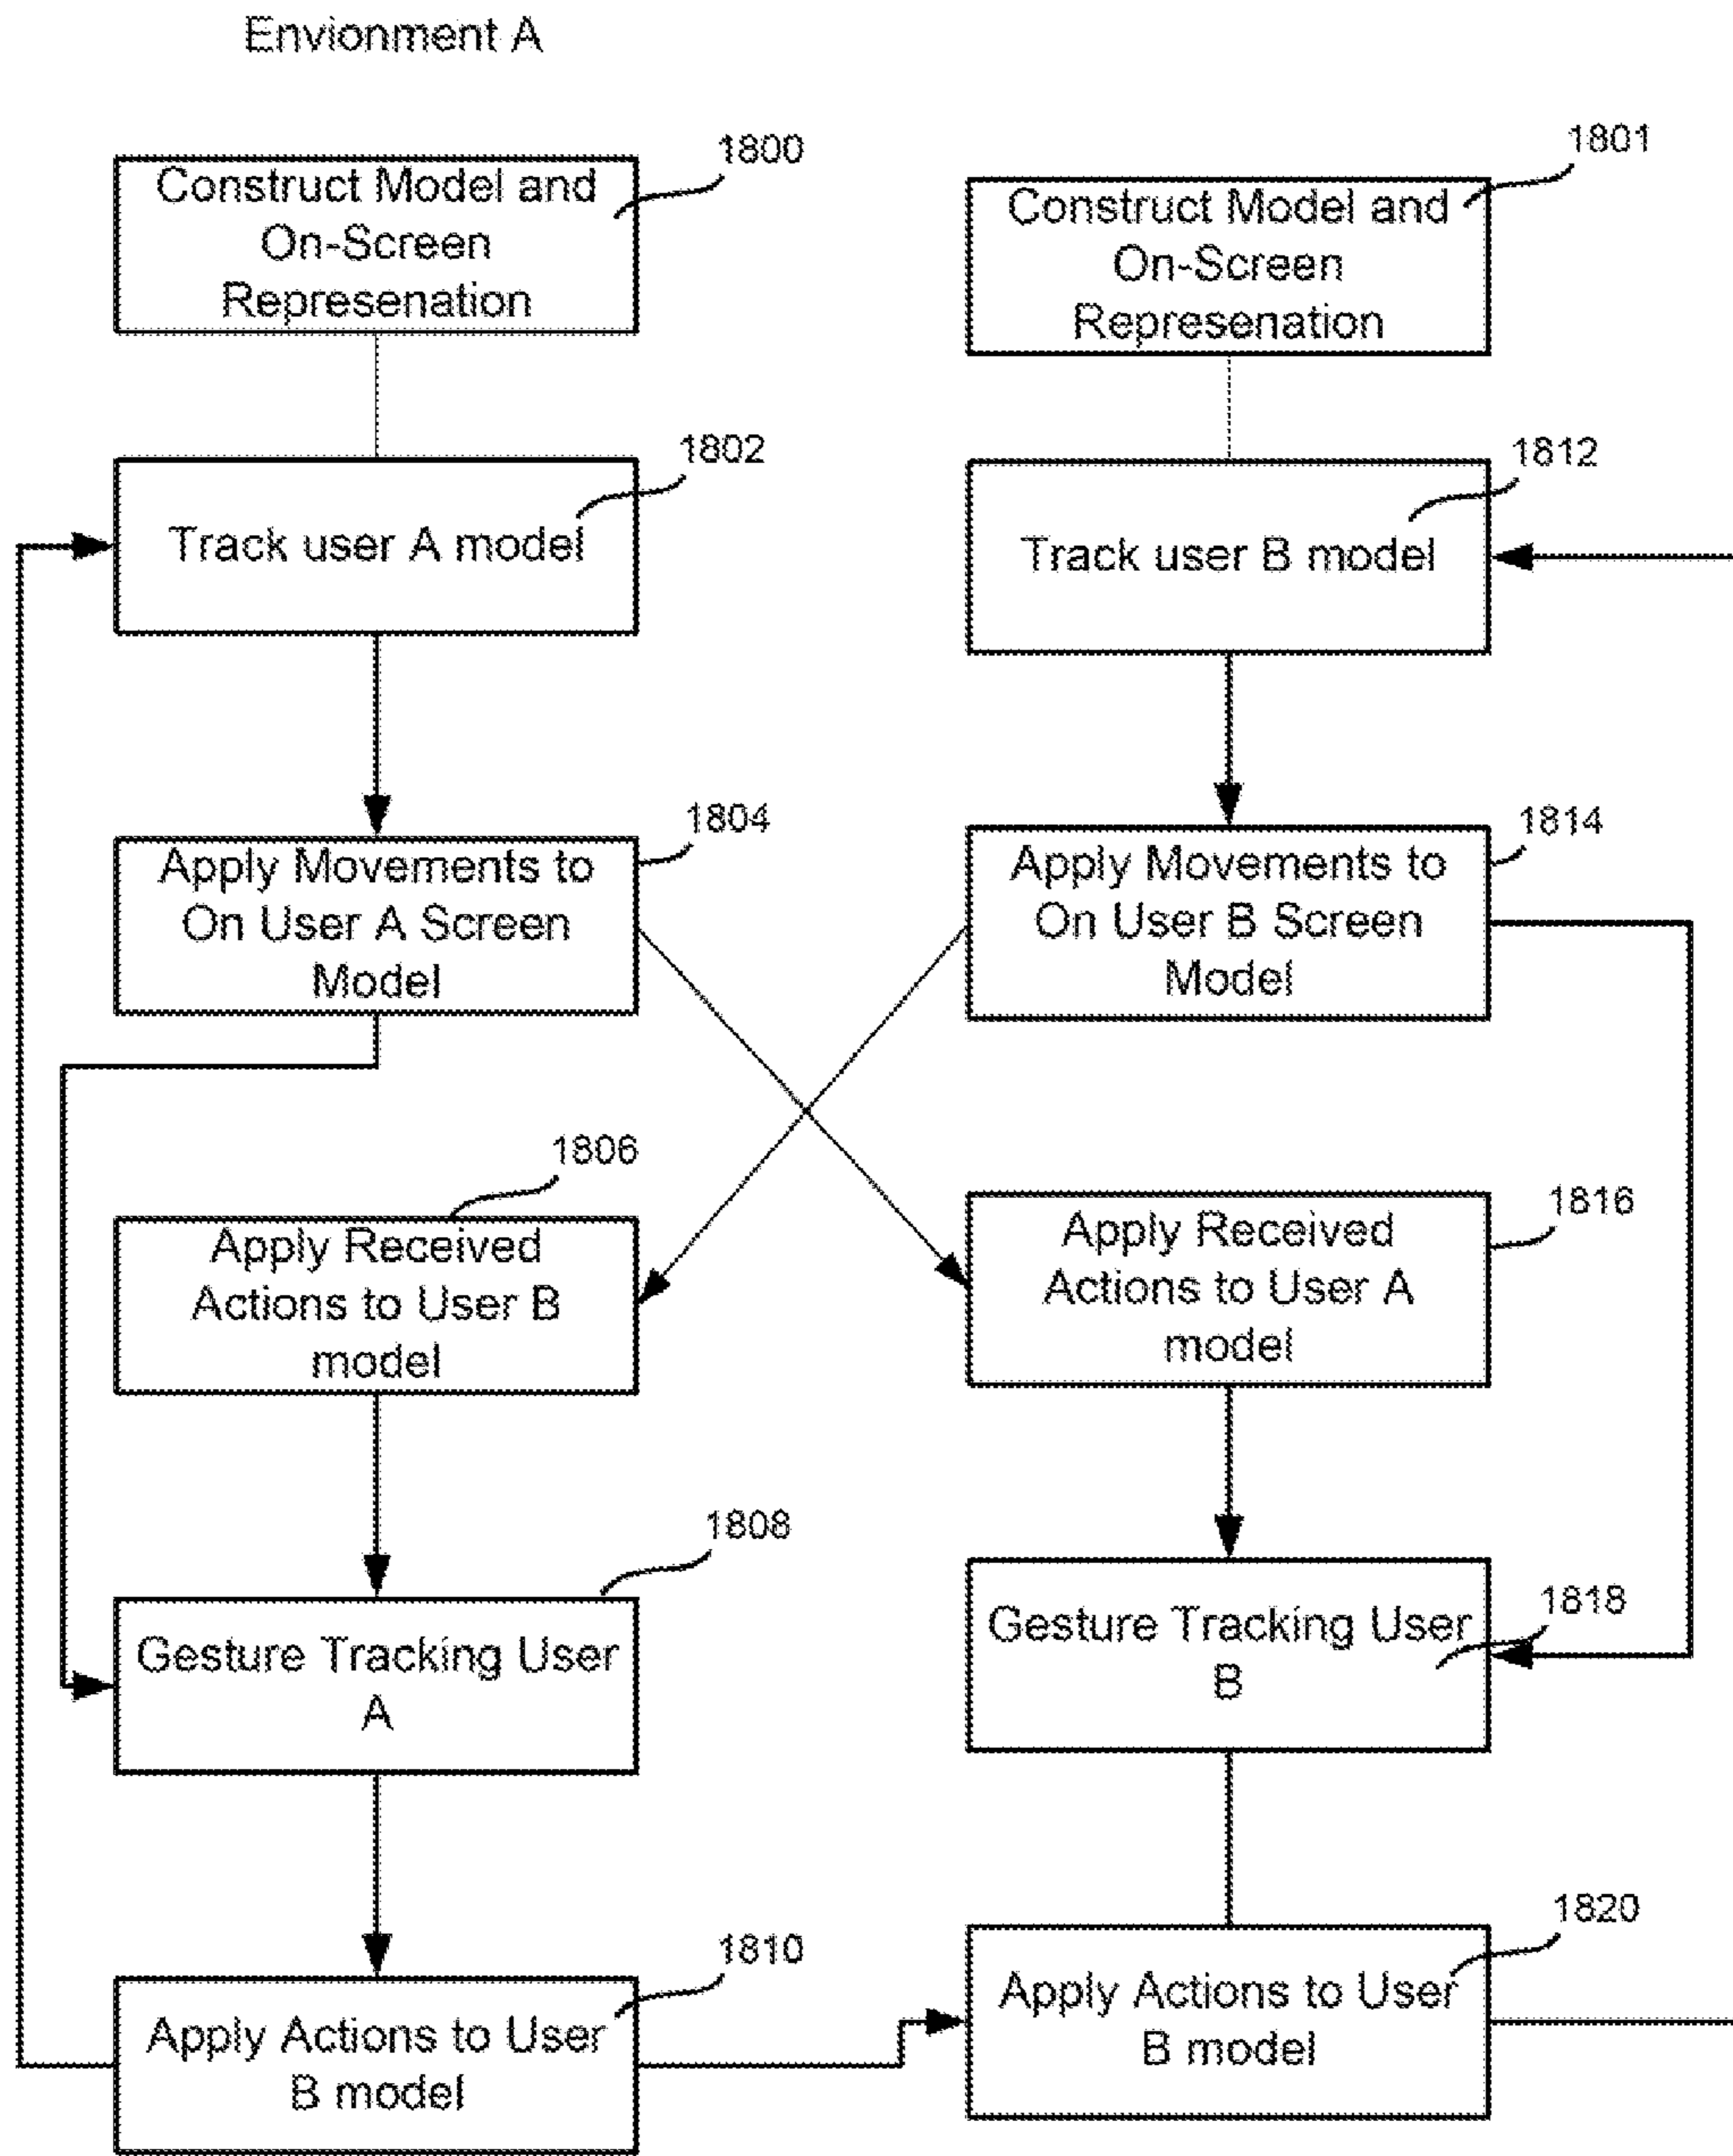 Envionment A
1800
Construct Model and
On-Screen
Represenation
1801
Construct Model and
On-Screen
Represenation
1802
Track user A model
1812
Track user B model
1804
Apply Movements to
On User A Screen
Model
1814
Apply Movements to
On User B Screen
Model
1806
Apply Received
Actions to User B
model
1816
Apply Received
Actions to User A
model
1808
Gesture Tracking User
A
1818
Gesture Tracking User
B
1810
Apply Actions to User
B model
1820
Apply Actions to User
B model